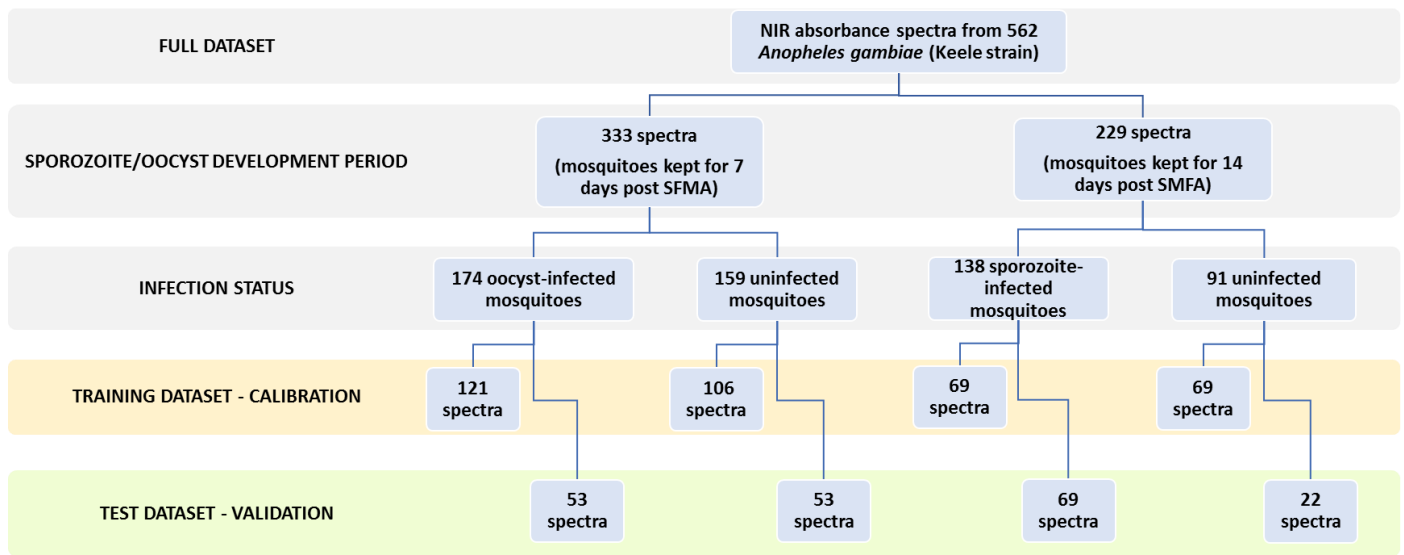 FULL DATASET
NIR absorbance spectra from 562
Anopheles gambiae (Keele strain)
SPOROZOITE/OOCYST DEVELOPMENT PERIOD
333 spectra
(mosquitoes kept for 7
days post SFMA)
229 spectra
(mosquitoes kept for 14
days post SMFA)
INFECTION STATUS
174 oocyst-infected
mosquitoes
159 uninfected
mosquitoes
138 sporozoite-
infected
mosquitoes
91 uninfected
mosquitoes
TRAINING DATASET - CALIBRATION
121
spectra
106
spectra
69
spectra
69
spectra
TEST DATASET - VALIDATION
53
spectra
53
spectra
69
spectra
22
spectra